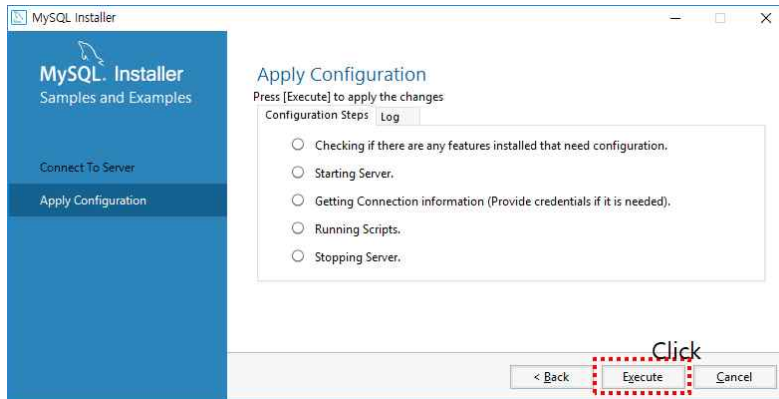 MySQL Installer
MySQL. Installer
Samples and Examples
Connect To Server
Apply Configuration
Apply Configuration
Press [Execute] to apply the changes
Configuration Steps Log
Checking if there are any features installed that need configuration.
Starting Server.
Getting Connection information (Provide credentials if it is needed).
Running Scripts.
Stopping Server.
Click
< Back Execute Cancel